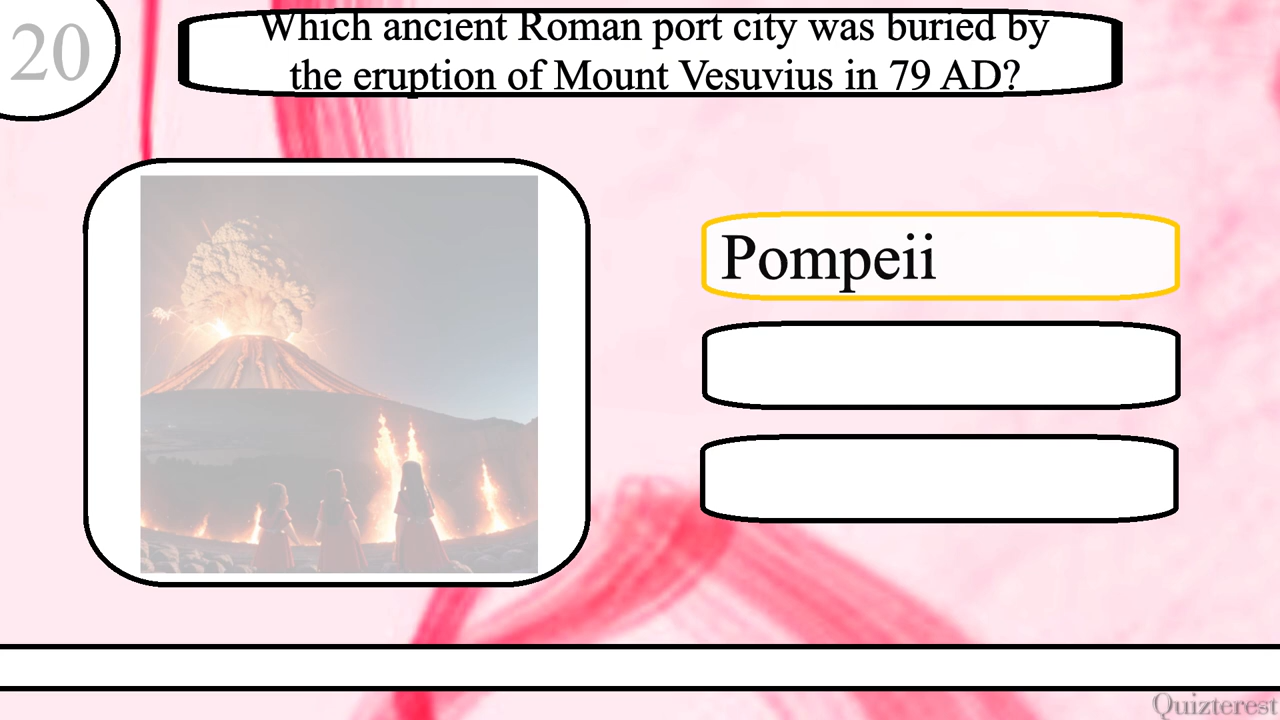 20
Which ancient Roman port city was buried by
the eruption of Mount Vesuvius in 79 AD?
Pompeii
Quizterest